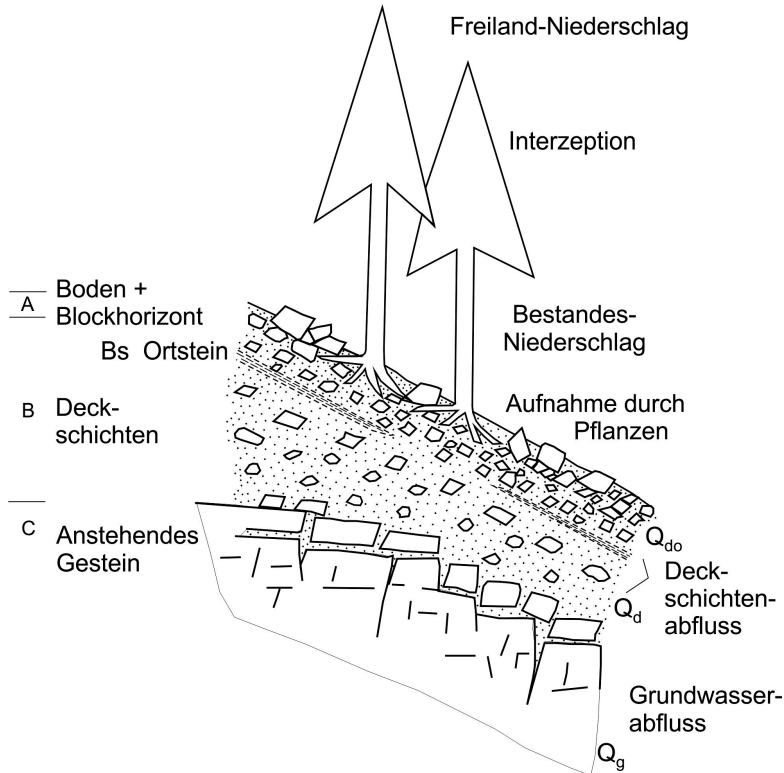 Freiland-Niederschlag
Interzeption
A
Boden +
Blockhorizont
Bs Ortstein
Bestandes-
Niederschlag
B
Deck-
schichten
Aufnahme durch
Pflanzen
C
Anstehendes
Gestein
Qdo
Deck-
schichten-
abfluss
Qd
Grundwasser-
abfluss
Qg